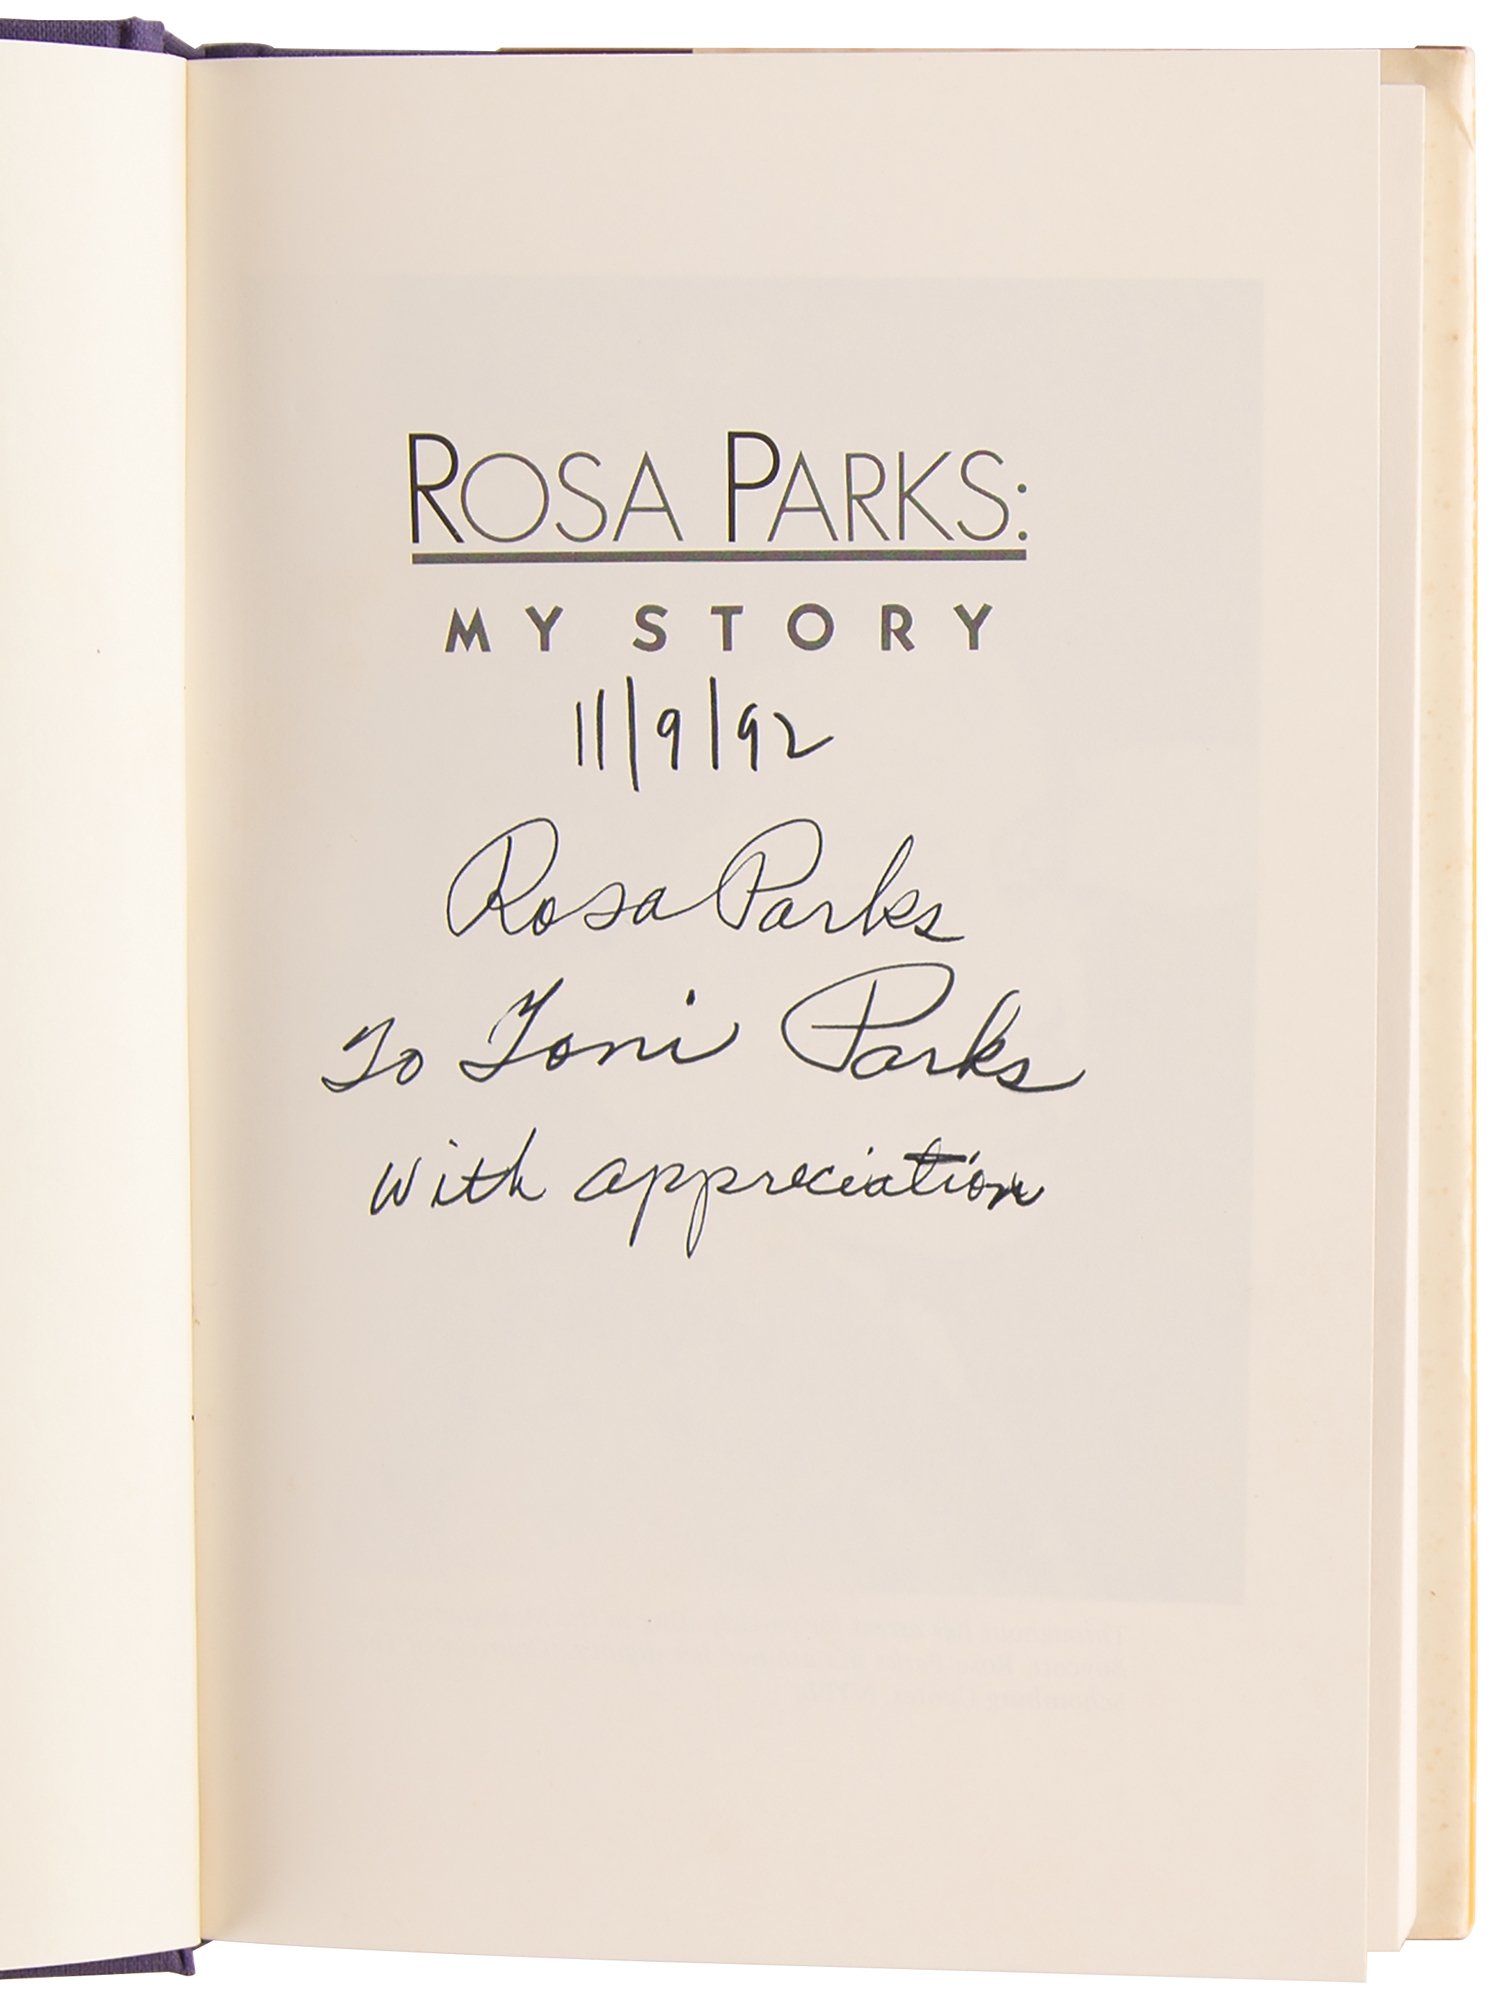 ROSA PARKS:
MY STORY
11/9/92
Rosa Parks
To Toni Parks
with appreciation